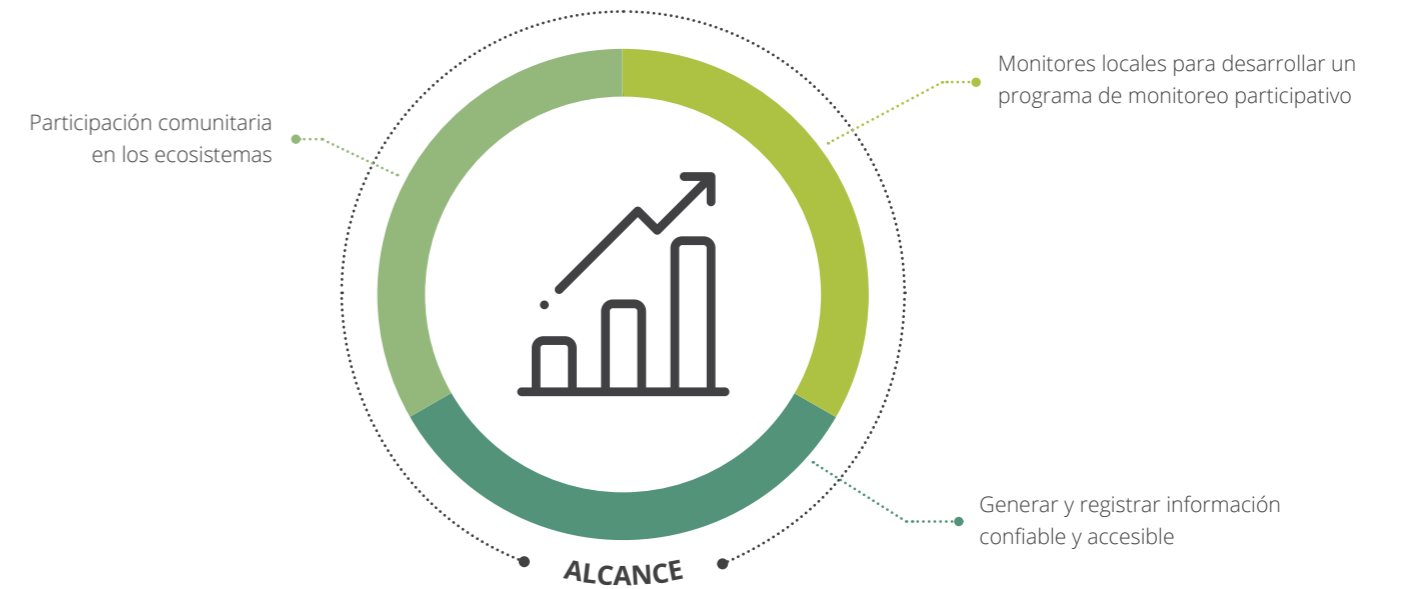 Monitores locales para desarrollar un
programa de monitoreo participativo
Participación comunitaria
en los ecosistemas
Generar y registrar información
confiable y accesible
ALCANCE